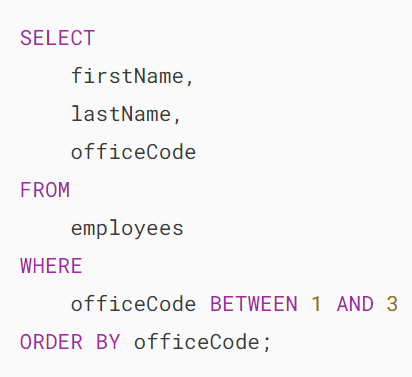 SELECT
    firstName,
    lastName,
    officeCode
FROM
    employees
WHERE
    officeCode BETWEEN 1 AND 3
ORDER BY officeCode;